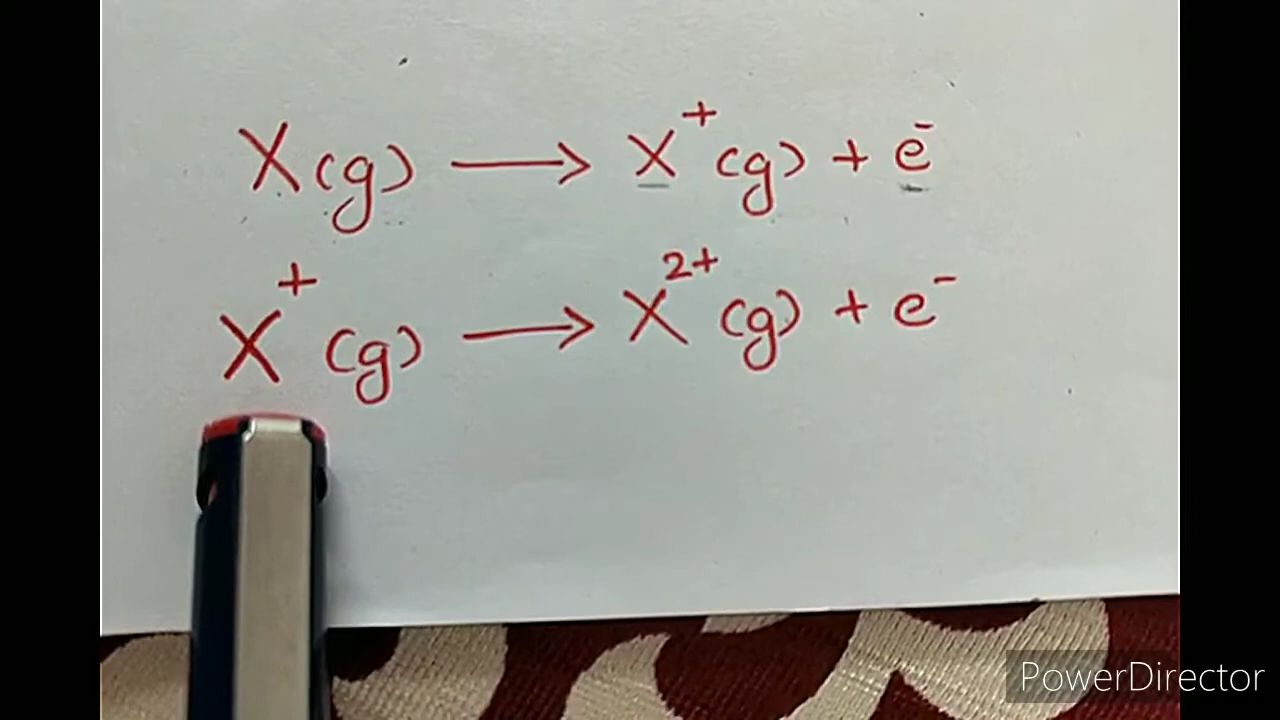 X(g) ⟶ X⁺(g) + e⁻
X⁺(g) ⟶ X²⁺(g) + e⁻
PowerDirector